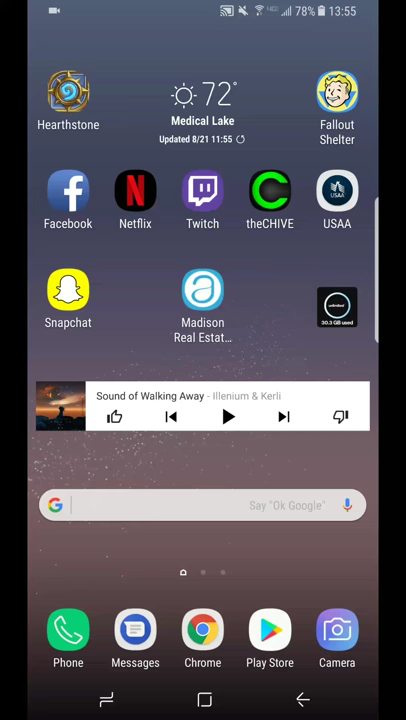 78% 13:55
72°
Medical Lake
Updated 8/21 11:55
Hearthstone
Fallout
Shelter
USAA
Facebook
Netflix
Twitch
theCHIVE
USAA
unlimited
30.3 GB used
Snapchat
Madison
Real Estat...
Sound of Walking Away - Illenium & Kerli
Say "Ok Google"
Phone
Messages
Chrome
Play Store
Camera